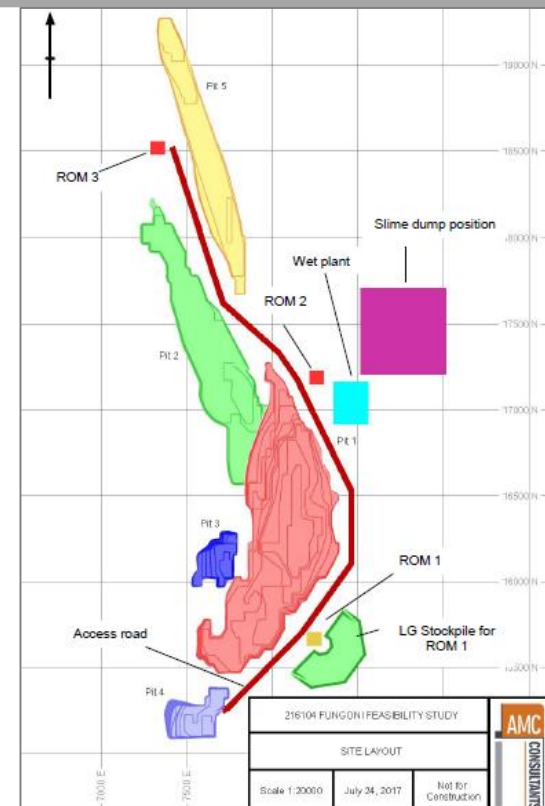 19000 N
Pit 5
18500 N
ROM 3
18000 N
Slime dump position
Wet plant
ROM 2
17500 N
Pit 2
17000 N
Pit 1
16500 N
Pit 3
ROM 1
16000 N
Access road
LG Stockpile for
ROM 1
Pit 4
216104 FUNGONI FEASIBILITY STUDY
SITE LAYOUT
Scale 1:20000
July 24, 2017
Not for
Construction
AMC
CONSULTANTS
-7000 E
-7500 E